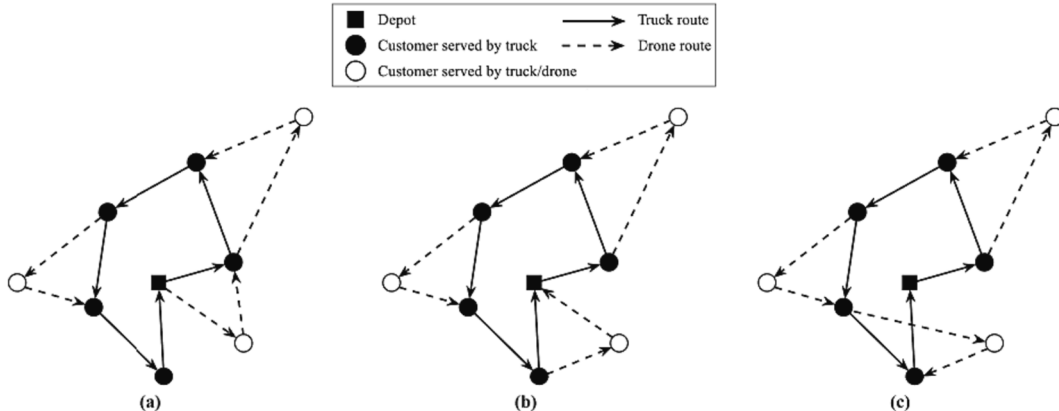 Depot Truck route
Customer served by truck Drone route
Customer served by truck/drone
(a) (b) (c)